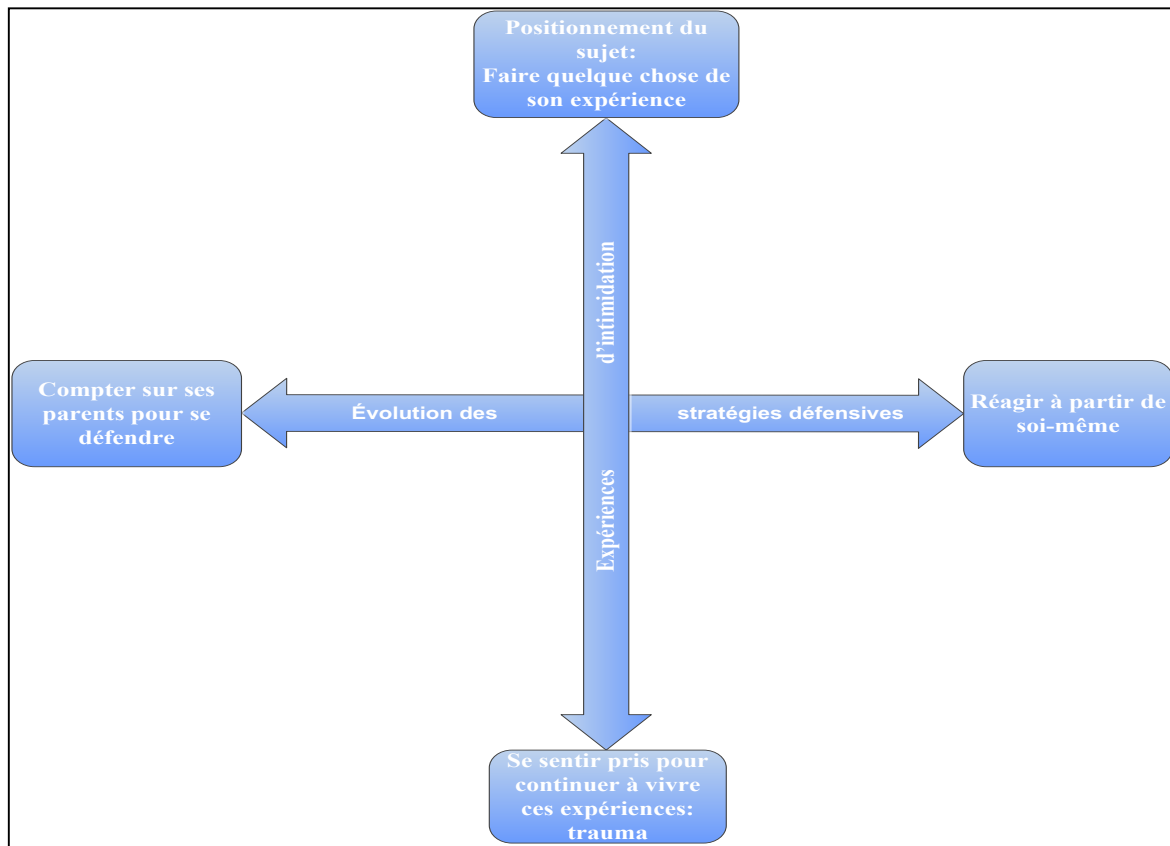 Positionnement du
sujet:
Faire quelque chose de
son expérience
d'intimidation
Compter sur ses
parents pour se
défendre
Évolution des
stratégies défensives
Réagir à partir de
soi-même
Expériences
Se sentir pris pour
continuer à vivre
ces expériences:
trauma